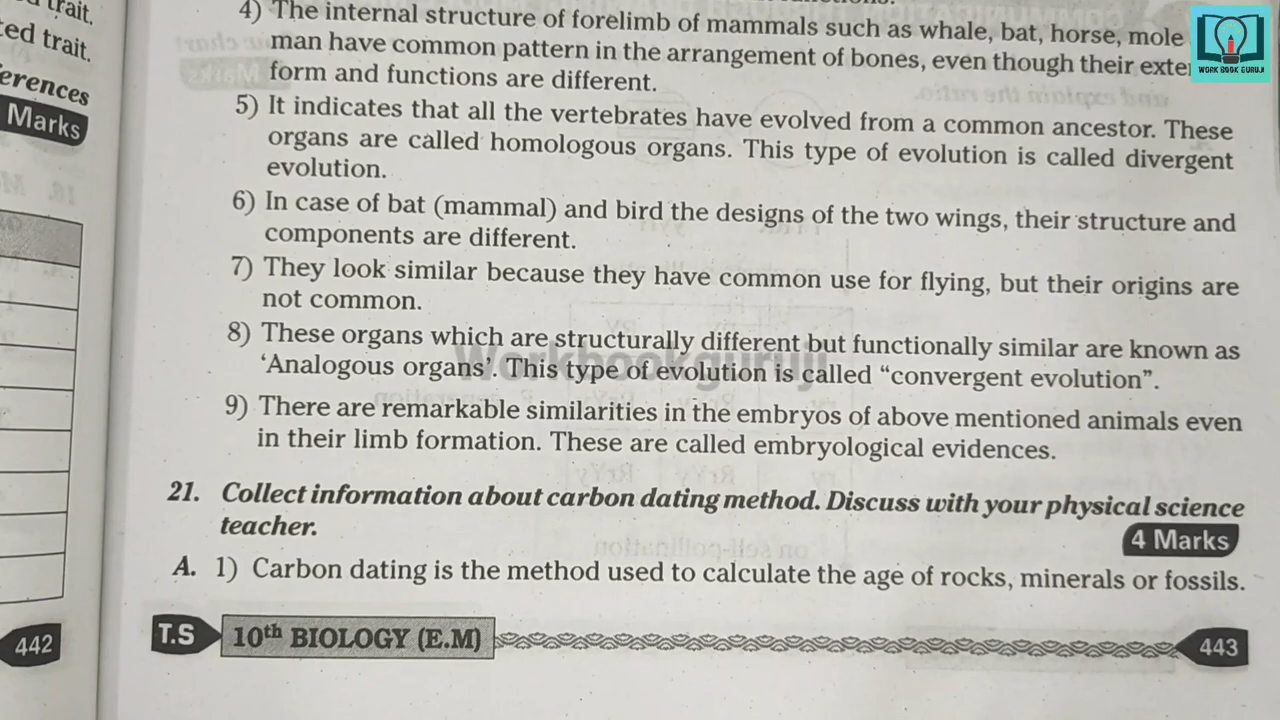 trait.
ted trait.
erences
Marks
442
4) The internal structure of forelimb of mammals such as whale, bat, horse, mole
man have common pattern in the arrangement of bones, even though their exter
form and functions are different.
5) It indicates that all the vertebrates have evolved from a common ancestor. These
organs are called homologous organs. This type of evolution is called divergent
evolution.
6) In case of bat (mammal) and bird the designs of the two wings, their structure and
components are different.
7) They look similar because they have common use for flying, but their origins are
not common.
8) These organs which are structurally different but functionally similar are known as
‘Analogous organs’. This type of evolution is called “convergent evolution”.
9) There are remarkable similarities in the embryos of above mentioned animals even
in their limb formation. These are called embryological evidences.
21. Collect information about carbon dating method. Discuss with your physical science
teacher.
4 Marks
A. 1) Carbon dating is the method used to calculate the age of rocks, minerals or fossils.
T.S 10th BIOLOGY (E.M) 443
WORK BOOK GURUJI
Workbookguruji